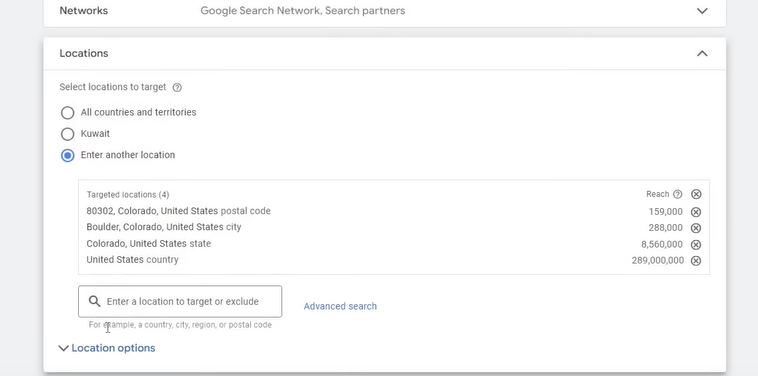 Networks Google Search Network, Search partners
Locations
Select locations to target
All countries and territories
Kuwait
Enter another location
Targeted locations (4) Reach
80302, Colorado, United States postal code 159,000
Boulder, Colorado, United States city 288,000
Colorado, United States state 8,560,000
United States country 289,000,000
Enter a location to target or exclude Advanced search
For example, a country, city, region, or postal code
Location options